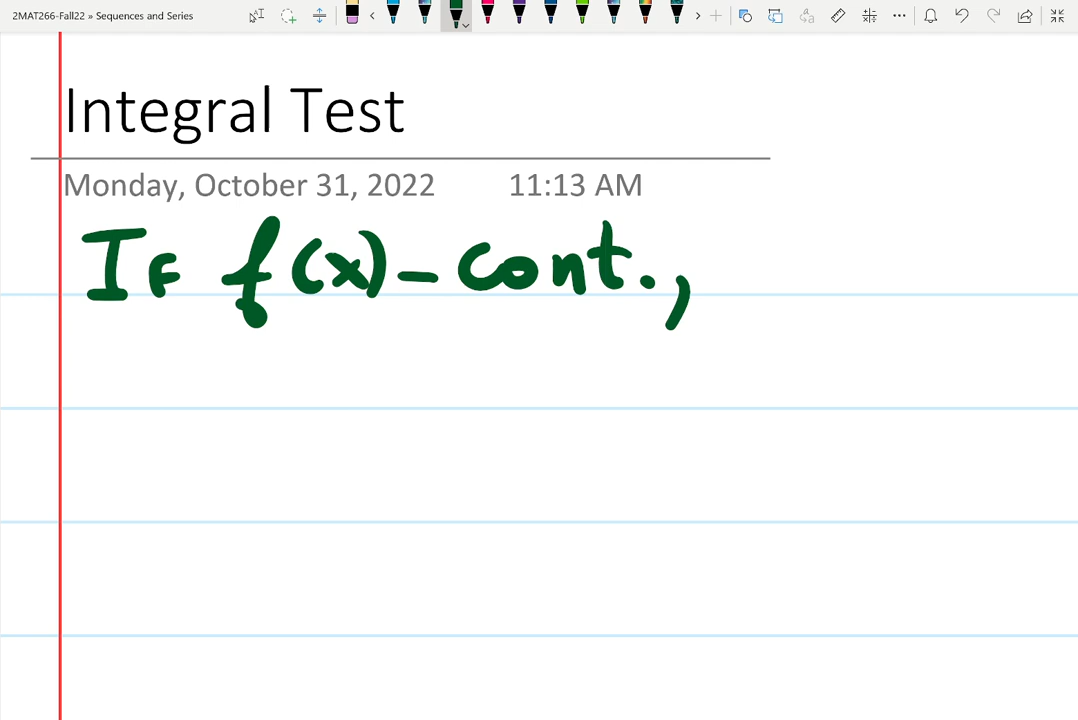 2MAT266-Fall22 » Sequences and Series
Integral Test
Monday, October 31, 2022 11:13 AM
If f(x) - cont.,